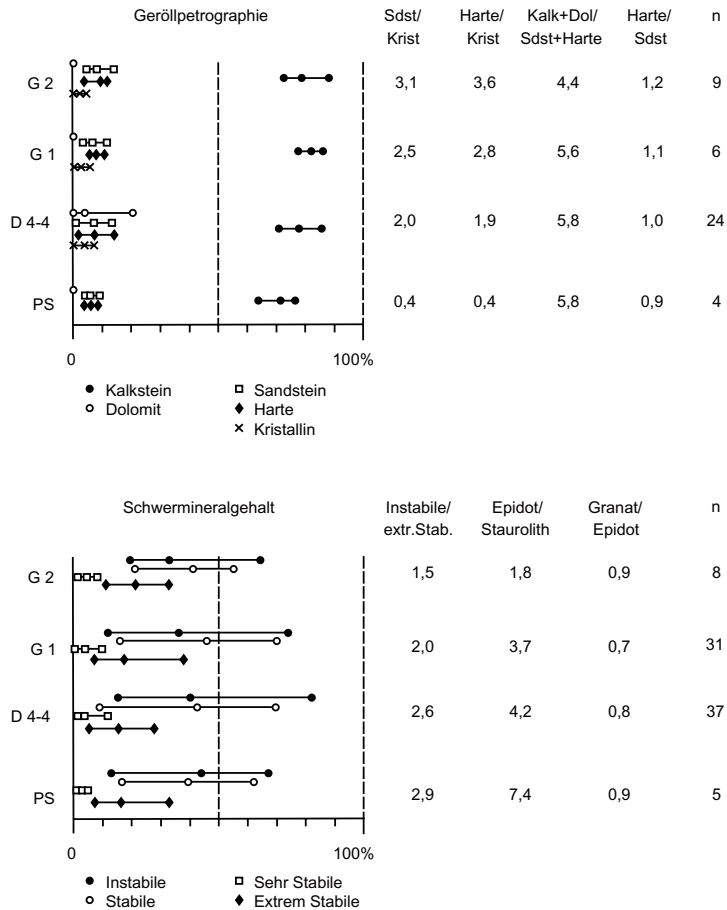 Geröllpetrographie Sdst/ Harte/ Kalk+Dol/ Harte/ n
Krist Krist Sdst+Harte Sdst
G 2 3,1 3,6 4,4 1,2 9
G 1 2,5 2,8 5,6 1,1 6
D 4-4 2,0 1,9 5,8 1,0 24
PS 0,4 0,4 5,8 0,9 4
0 100%
Kalkstein Sandstein
Dolomit Harte
Kristallin
Schwermineralgehalt Instabile/ Epidot/ Granat/ n
extr.Stab. Staurolith Epidot
G 2 1,5 1,8 0,9 8
G 1 2,0 3,7 0,7 31
D 4-4 2,6 4,2 0,8 37
PS 2,9 7,4 0,9 5
0 100%
Instabile Sehr Stabile
Stabile Extrem Stabile